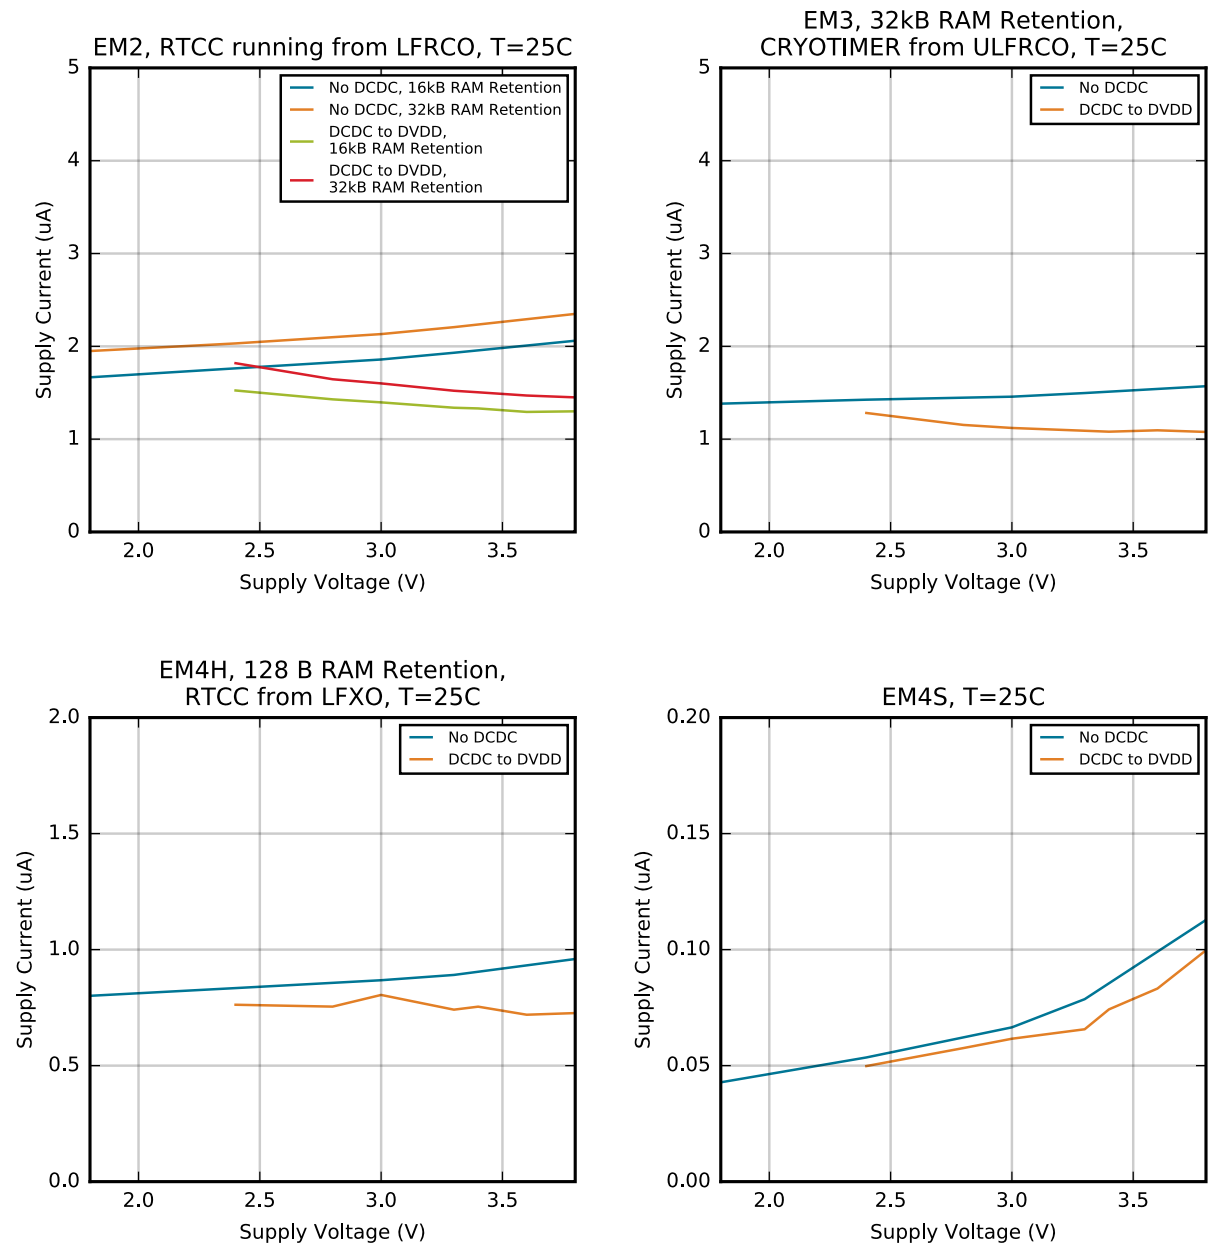 EM2, RTCC running from LFRCO, T=25C
5
4
3
2
1
0
Supply Current (uA)
No DCDC, 16kB RAM Retention
No DCDC, 32kB RAM Retention
DCDC to DVDD,
16kB RAM Retention
DCDC to DVDD,
32kB RAM Retention
2.0 2.5 3.0 3.5
Supply Voltage (V)
EM3, 32kB RAM Retention,
CRYOTIMER from ULFRCO, T=25C
5
4
3
2
1
0
Supply Current (uA)
No DCDC
DCDC to DVDD
2.0 2.5 3.0 3.5
Supply Voltage (V)
EM4H, 128 B RAM Retention,
RTCC from LFXO, T=25C
2.0
1.5
1.0
0.5
0.0
Supply Current (uA)
No DCDC
DCDC to DVDD
2.0 2.5 3.0 3.5
Supply Voltage (V)
EM4S, T=25C
0.20
0.15
0.10
0.05
0.00
Supply Current (uA)
No DCDC
DCDC to DVDD
2.0 2.5 3.0 3.5
Supply Voltage (V)